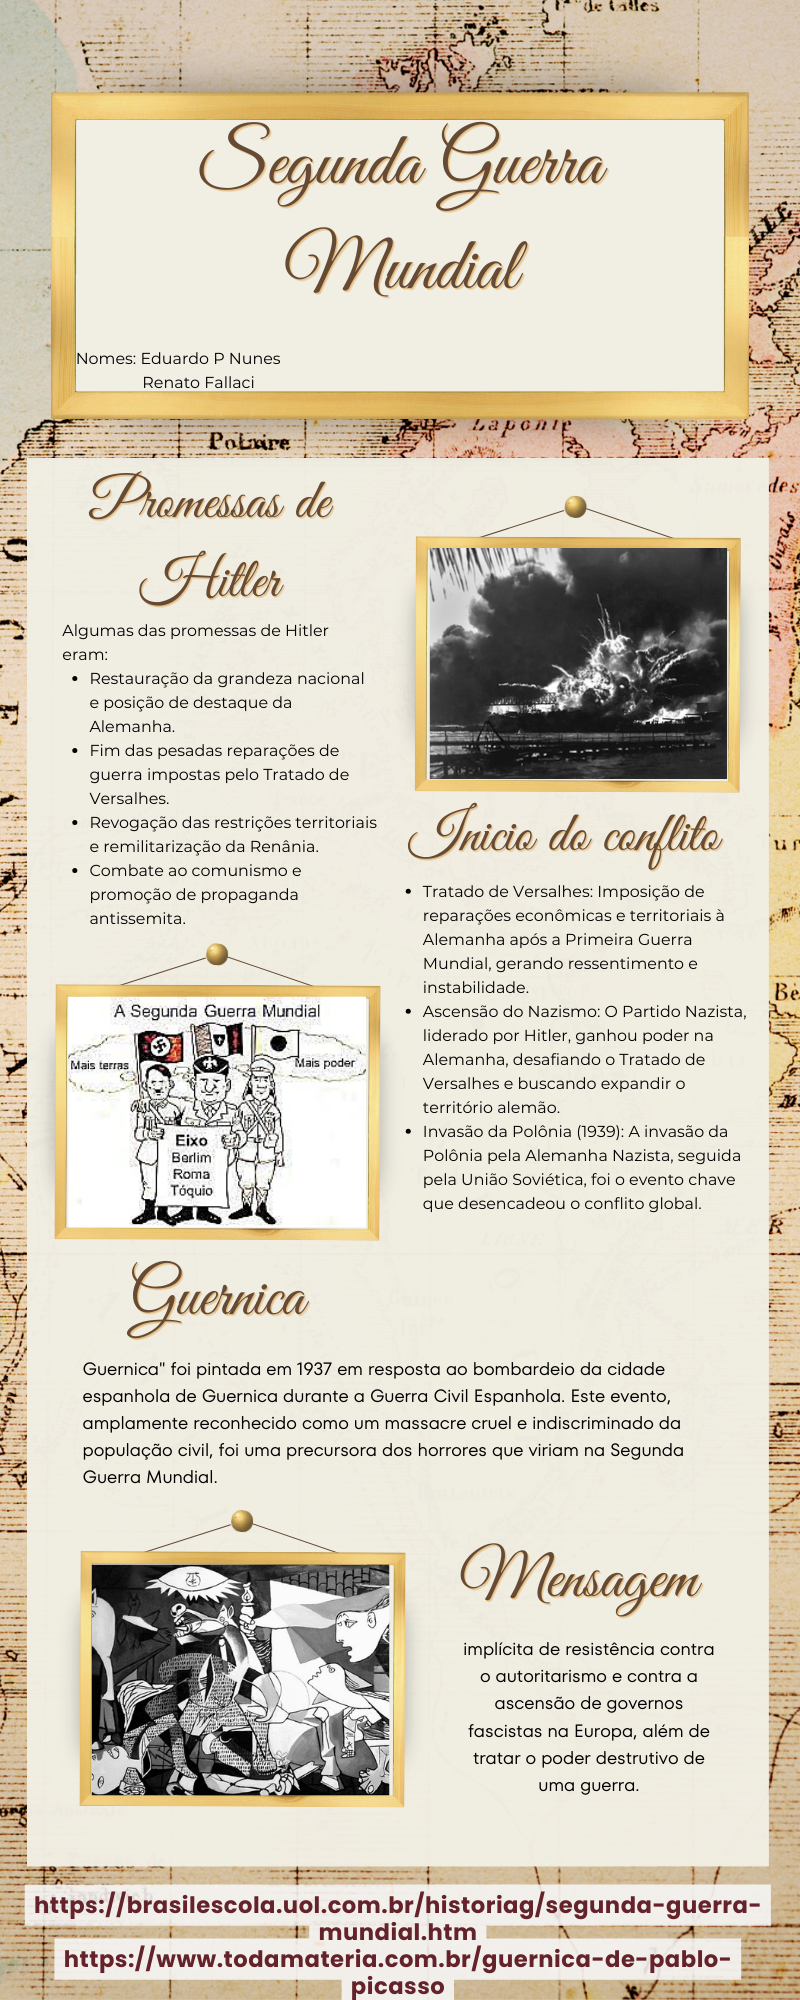 de Galles
Segunda Guerra
Mundial
Nomes: Eduardo P Nunes
Renato Fallaci
Laponie
Polaire
Promessas de
Hitler
Algumas das promessas de Hitler
eram:
• Restauração da grandeza nacional
e posição de destaque da
Alemanha.
• Fim das pesadas reparações de
guerra impostas pelo Tratado de
Versalhes.
• Revogação das restrições territoriais
e remilitarização da Renânia.
• Combate ao comunismo e
promoção de propaganda
antissemita.
A Segunda Guerra Mundial
Mais terras
Mais poder
Eixo
Berlim
Roma
Tóquio
Inicio do conflito
• Tratado de Versalhes: Imposição de
reparações econômicas e territoriais à
Alemanha após a Primeira Guerra
Mundial, gerando ressentimento e
instabilidade.
• Ascensão do Nazismo: O Partido Nazista,
liderado por Hitler, ganhou poder na
Alemanha, desafiando o Tratado de
Versalhes e buscando expandir o
território alemão.
• Invasão da Polônia (1939): A invasão da
Polônia pela Alemanha Nazista, seguida
pela União Soviética, foi o evento chave
que desencadeou o conflito global.
Guernica
Guernica" foi pintada em 1937 em resposta ao bombardeio da cidade
espanhola de Guernica durante a Guerra Civil Espanhola. Este evento,
amplamente reconhecido como um massacre cruel e indiscriminado da
população civil, foi uma precursora dos horrores que viriam na Segunda
Guerra Mundial.
Mensagem
implícita de resistência contra
o autoritarismo e contra a
ascensão de governos
fascistas na Europa, além de
tratar o poder destrutivo de
uma guerra.
https://brasilescola.uol.com.br/historiag/segunda-guerra-
mundial.htm
https://www.todamateria.com.br/guernica-de-pablo-
picasso